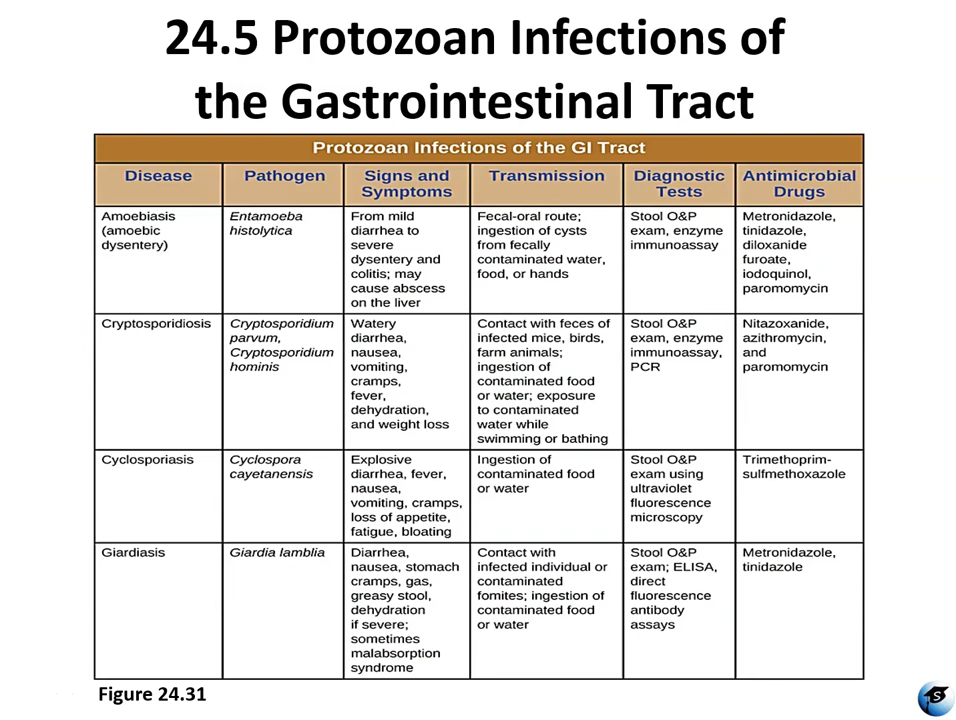 24.5 Protozoan Infections of
the Gastrointestinal Tract
Protozoan Infections of the GI Tract
Disease
Pathogen
Signs and
Symptoms
Transmission
Diagnostic
Tests
Antimicrobial
Drugs
Amoebiasis
(amoebic
dysentery)
Entamoeba
histolytica
From mild
diarrhea to
severe
dysentery and
colitis; may
cause abscess
on the liver
Fecal-oral route;
ingestion of cysts
from fecally
contaminated water,
food, or hands
Stool O&P
exam, enzyme
immunoassay
Metronidazole,
tinidazole,
diloxanide
furoate,
iodoquinol,
paromomycin
Cryptosporidiosis
Cryptosporidium
parvum,
Cryptosporidium
hominis
Watery
diarrhea,
nausea,
vomiting,
cramps,
fever,
dehydration,
and weight loss
Contact with feces of
infected mice, birds,
farm animals;
ingestion of
contaminated food
or water; exposure
to contaminated
water while
swimming or bathing
Stool O&P
exam, enzyme
immunoassay,
PCR
Nitazoxanide,
azithromycin,
and
paromomycin
Cyclosporiasis
Cyclospora
cayetanensis
Explosive
diarrhea, fever,
nausea,
vomiting, cramps,
loss of appetite,
fatigue, bloating
Ingestion of
contaminated food
or water
Stool O&P
exam using
ultraviolet
fluorescence
microscopy
Trimethoprim-
sulfmethoxazole
Giardiasis
Giardia lamblia
Diarrhea,
nausea, stomach
cramps, gas,
greasy stool,
dehydration
if severe;
sometimes
malabsorption
syndrome
Contact with
infected individual or
contaminated
fomites; ingestion of
contaminated food
or water
Stool O&P
exam; ELISA,
direct
fluorescence
antibody
assays
Metronidazole,
tinidazole
Figure 24.31
S